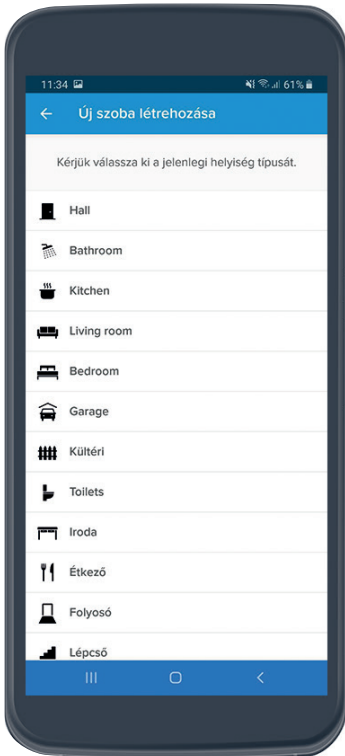 11:34 61%
Új szoba létrehozása
Kérjük válassza ki a jelenlegi helyiség típusát.
Hall
Bathroom
Kitchen
Living room
Bedroom
Garage
Kültéri
Toilets
Iroda
Étkező
Folyosó
Lépcső